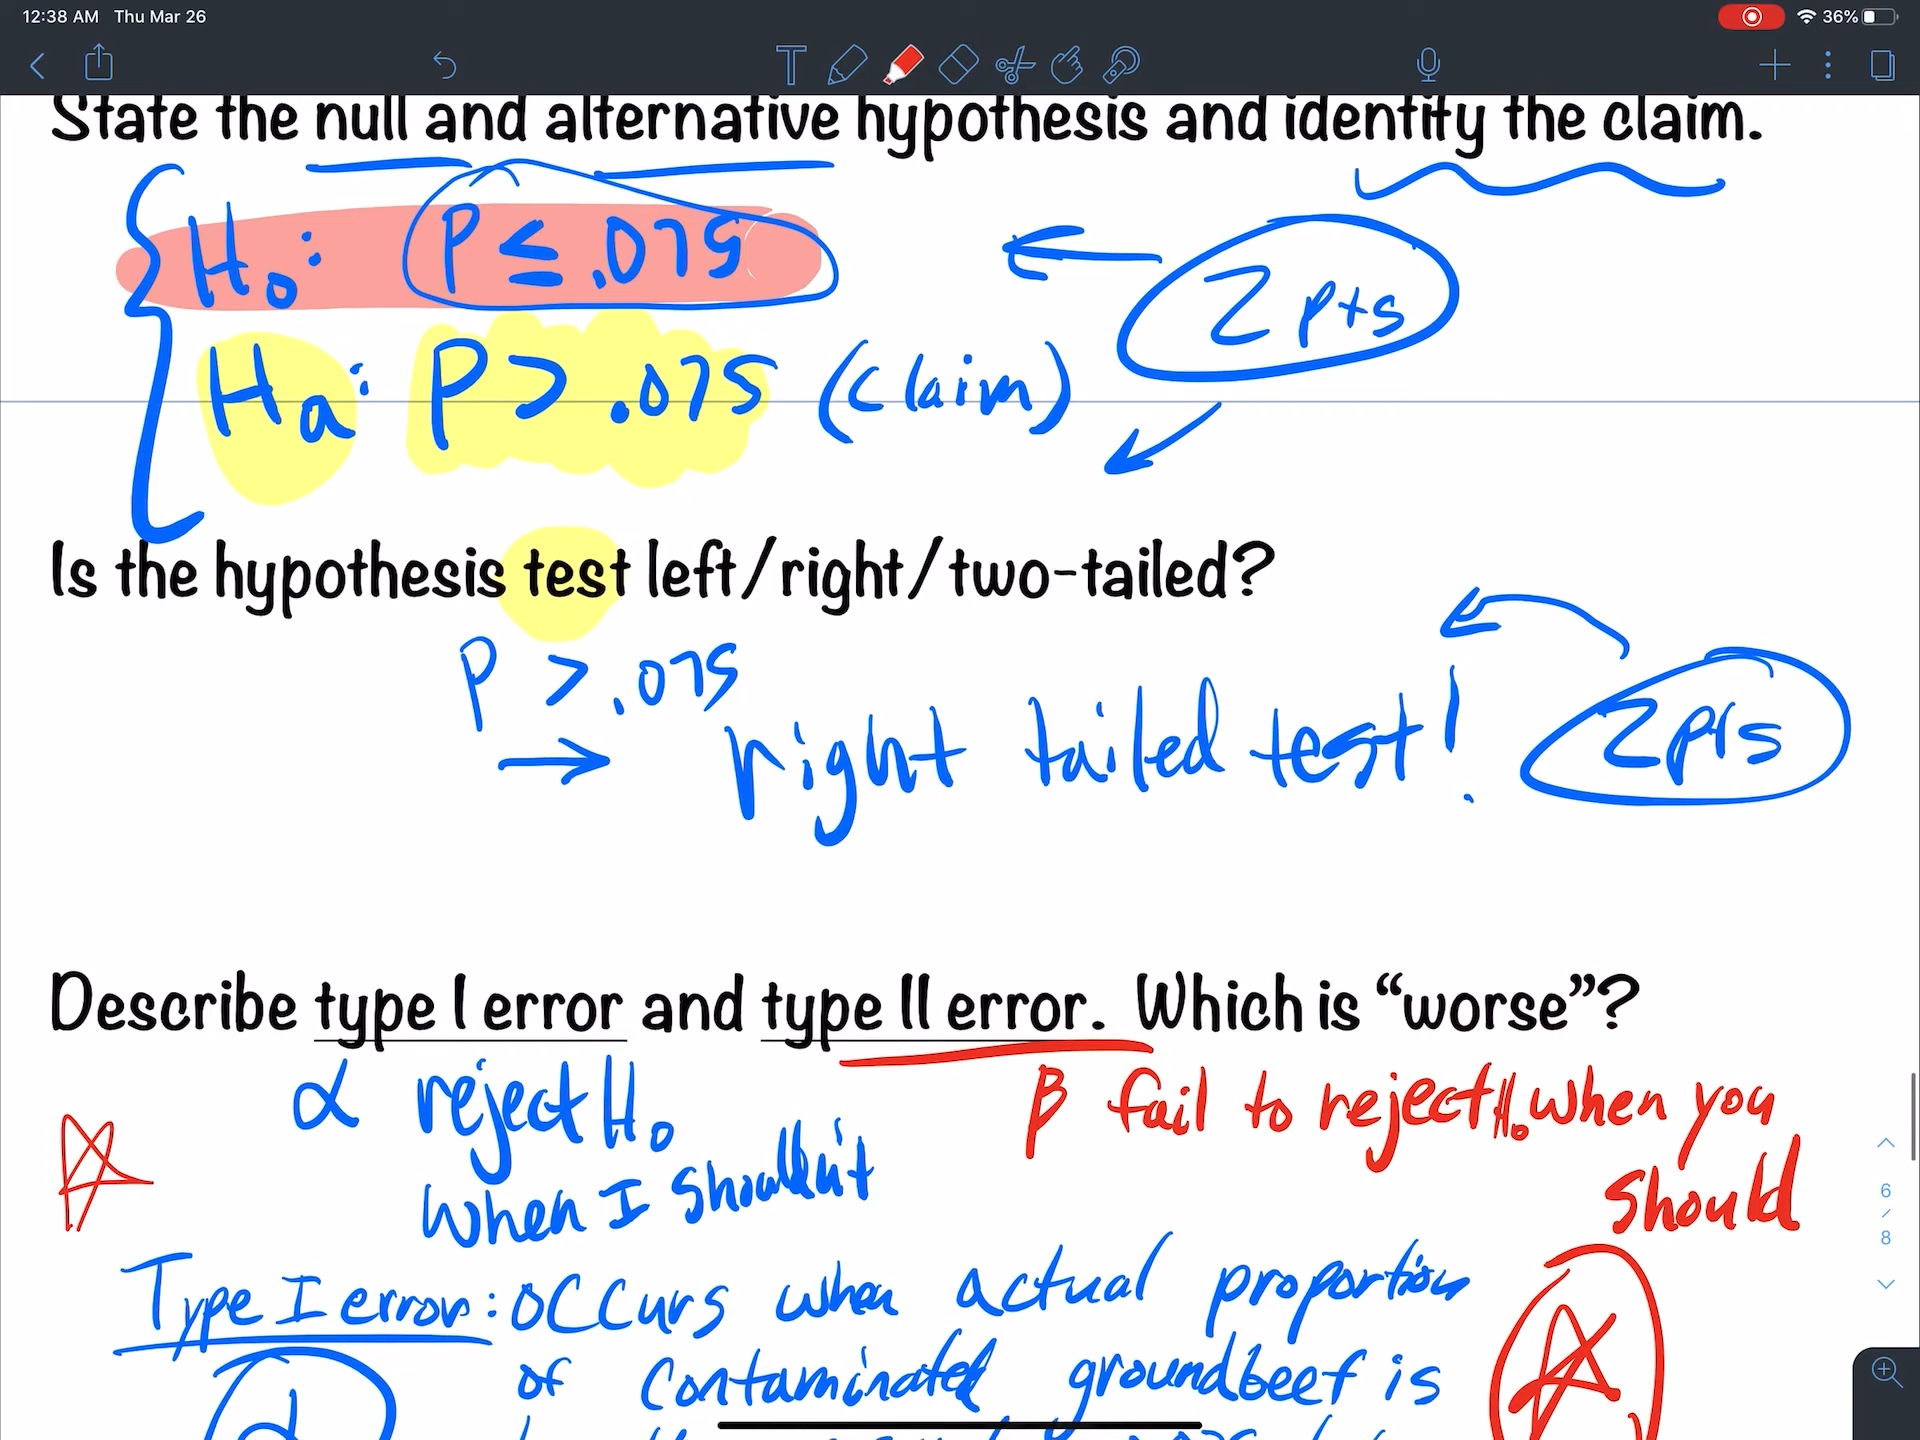 12:38 AM Thu Mar 26
36%
State the null and alternative hypothesis and identify the claim.
H₀: P ≤ .075
2 pts
Hₐ: P > .075 (Claim)
Is the hypothesis test left/right/two-tailed?
P > .075
→ right tailed test!
2pts
Describe type I error and type II error. Which is “worse”?
α reject H₀
β fail to reject H₀ when you
when I shouldn't
should
6
/
8
Type I error: occurs when actual proportion
of contaminated groundbeef is